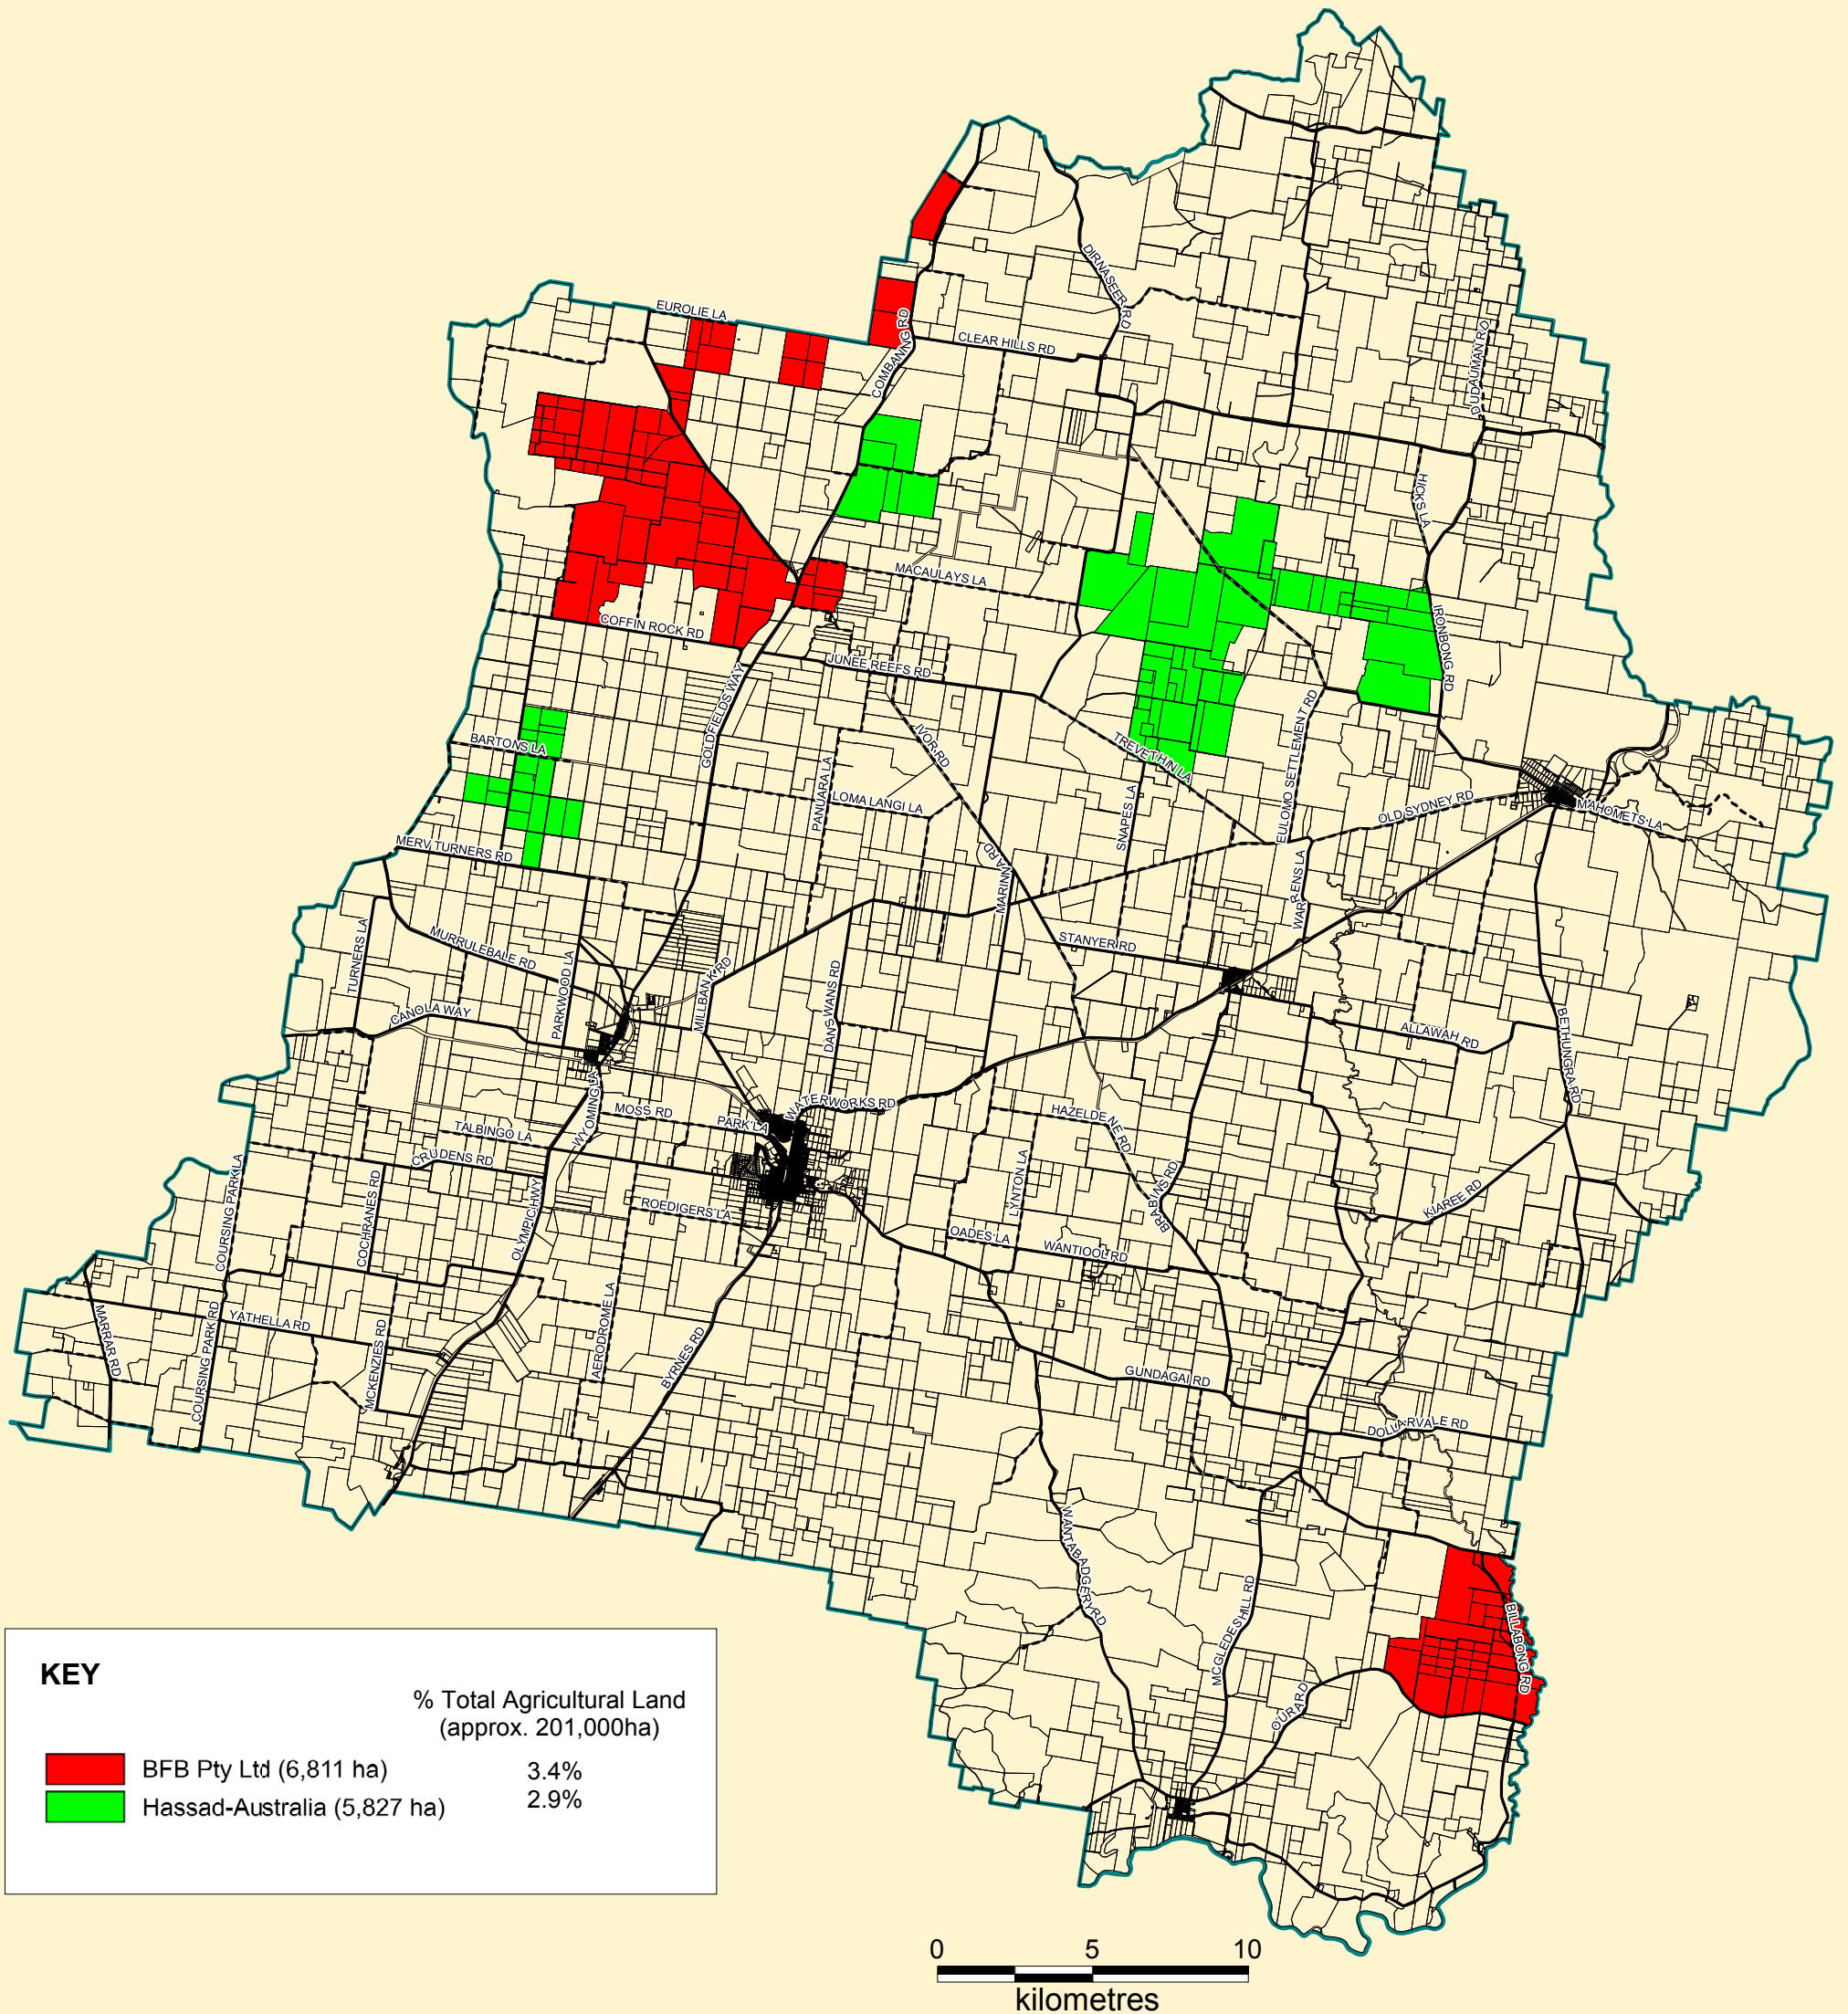 EUROLIE LA
COMBANING RD
CLEAR HILLS RD
DIRNASEER RD
DUDAUMAN RD
HICKS LA
IRONBONG RD
MACAULAYS LA
COFFIN ROCK RD
JUNEE REEFS RD
GOLDFIELDS WAY
IVOR RD
BARTONS LA
PANUARA LA
LOMA LANGI LA
TREVETHIN LA
SNAPES LA
EULOMO SETTLEMENT RD
OLD SYDNEY RD
MAHOMETS LA
MERV TURNERS RD
MARINNA RD
WARRENS LA
TURNERS LA
MURRULEBALE RD
PARKWOOD LA
MILLBANK RD
DANSWANS RD
STANYER RD
CANOLA WAY
ALLAWAH RD
BETHUNGRA RD
WYOMING LA
MOSS RD
PARK LA
WATERWORKS RD
HAZELDENE RD
TALBINGO LA
CRUDENS RD
COURSING PARK LA
COCHRANES RD
OLYMPIC HWY
ROEDIGERS LA
LYNTON LA
BRABINS RD
KIAREE RD
OADES LA
WANTIOOL RD
MARRAR RD
YATHELLA RD
COURSING PARK RD
MCKENZIES RD
AERODROME LA
BYRNES RD
GUNDAGAI RD
DOLLARVALE RD
WANTABADGERY RD
MCGLEDES HILL RD
OURA RD
BILLABONG RD
KEY
% Total Agricultural Land
(approx. 201,000ha)
BFB Pty Ltd (6,811 ha) 3.4%
Hassad-Australia (5,827 ha) 2.9%
0 5 10
kilometres